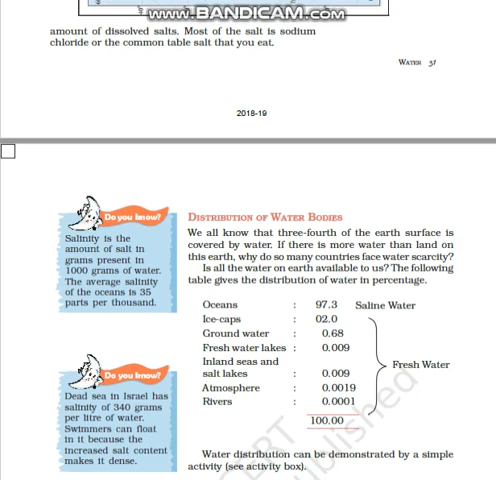 www.BANDICAM.com
amount of dissolved salts. Most of the salt is sodium
chloride or the common table salt that you eat.
WATER 31
2018-19
Do you know?
Salinity is the
amount of salt in
grams present in
1000 grams of water.
The average salinity
of the oceans is 35
parts per thousand.
Do you know?
Dead sea in Israel has
salinity of 340 grams
per litre of water.
Swimmers can float
in it because the
increased salt content
makes it dense.
DISTRIBUTION OF WATER BODIES
We all know that three-fourth of the earth surface is
covered by water. If there is more water than land on
this earth, why do so many countries face water scarcity?
Is all the water on earth available to us? The following
table gives the distribution of water in percentage.
Oceans : 97.3 Saline Water
Ice-caps : 02.0
Ground water : 0.68
Fresh water lakes : 0.009
Inland seas and
salt lakes : 0.009
Fresh Water
Atmosphere : 0.0019
Rivers : 0.0001
100.00
Water distribution can be demonstrated by a simple
activity (see activity box).